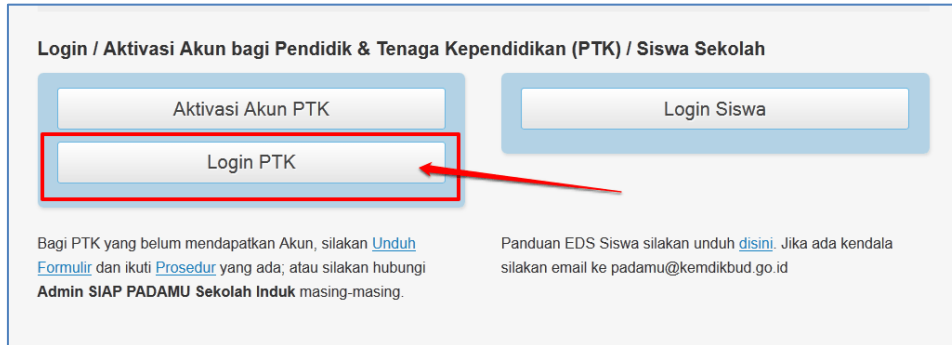 Login / Aktivasi Akun bagi Pendidik & Tenaga Kependidikan (PTK) / Siswa Sekolah
Aktivasi Akun PTK
Login PTK
Login Siswa
Bagi PTK yang belum mendapatkan Akun, silakan Unduh
Formulir dan ikuti Prosedur yang ada; atau silakan hubungi
Admin SIAP PADAMU Sekolah Induk masing-masing.
Panduan EDS Siswa silakan unduh disini. Jika ada kendala
silakan email ke padamu@kemdikbud.go.id